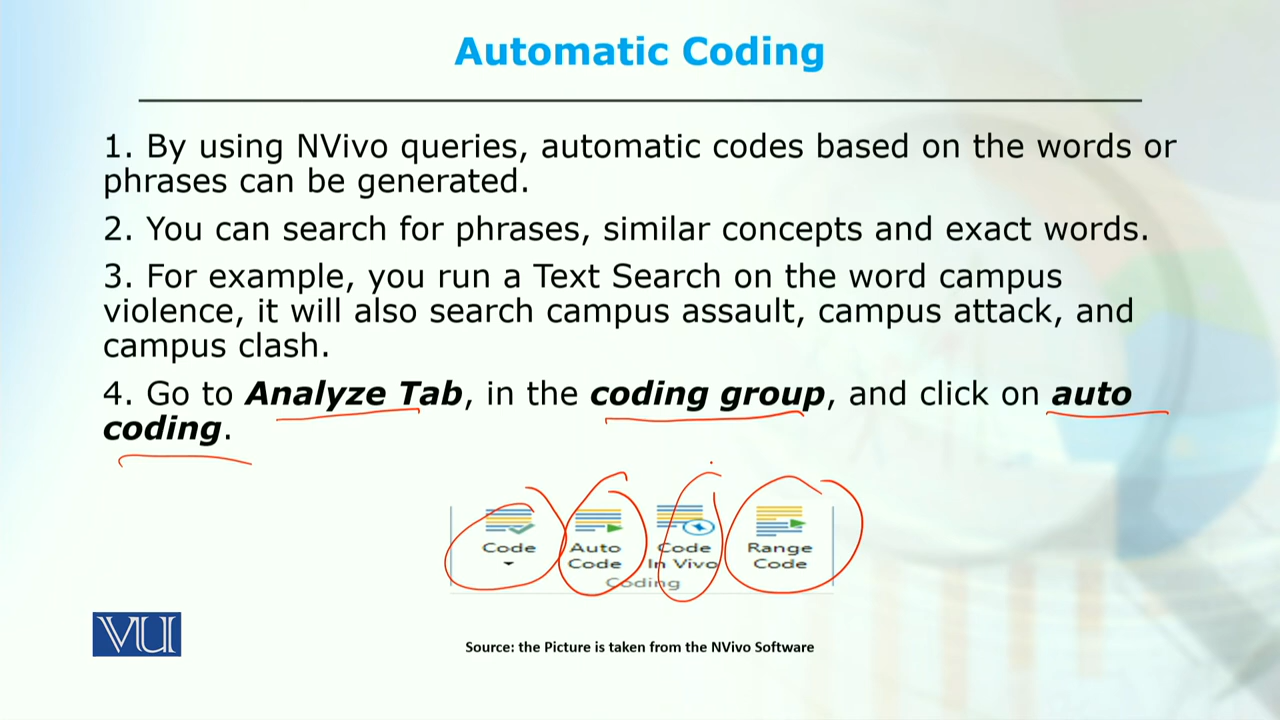 Automatic Coding
1. By using NVivo queries, automatic codes based on the words or
phrases can be generated.
2. You can search for phrases, similar concepts and exact words.
3. For example, you run a Text Search on the word campus
violence, it will also search campus assault, campus attack, and
campus clash.
4. Go to Analyze Tab, in the coding group, and click on auto
coding.
Code Auto Code Range
Code In Vivo Code
Coding
VU
Source: the Picture is taken from the NVivo Software